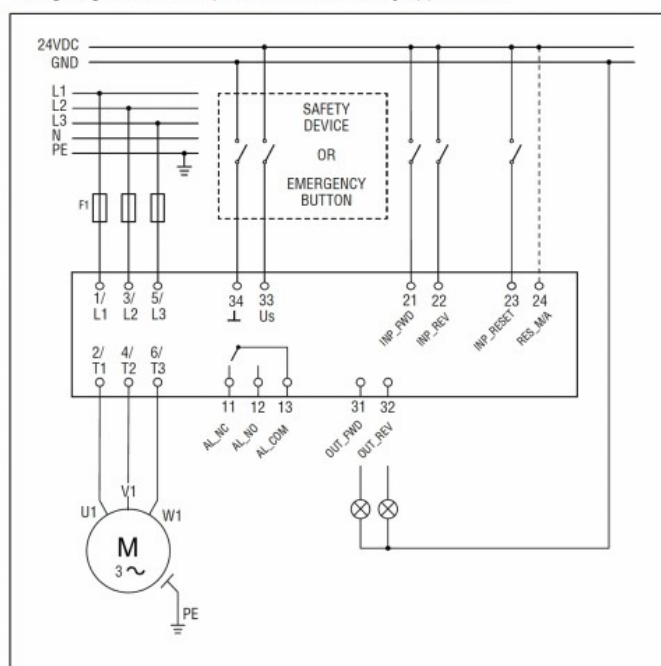 24VDC
GND
L1
L2
L3
N
PE
SAFETY
DEVICE
OR
EMERGENCY
BUTTON
F1
1/
L1
3/
L2
5/
L3
34
⊥
33
Us
21
INP_FWD
22
INP_REV
23
INP_RESET
24
RES_M/A
2/
T1
4/
T2
6/
T3
11
AL_NC
12
AL_NO
13
AL_COM
31
OUT_FWD
32
OUT_REV
U1
V1
W1
M
3 ~
PE